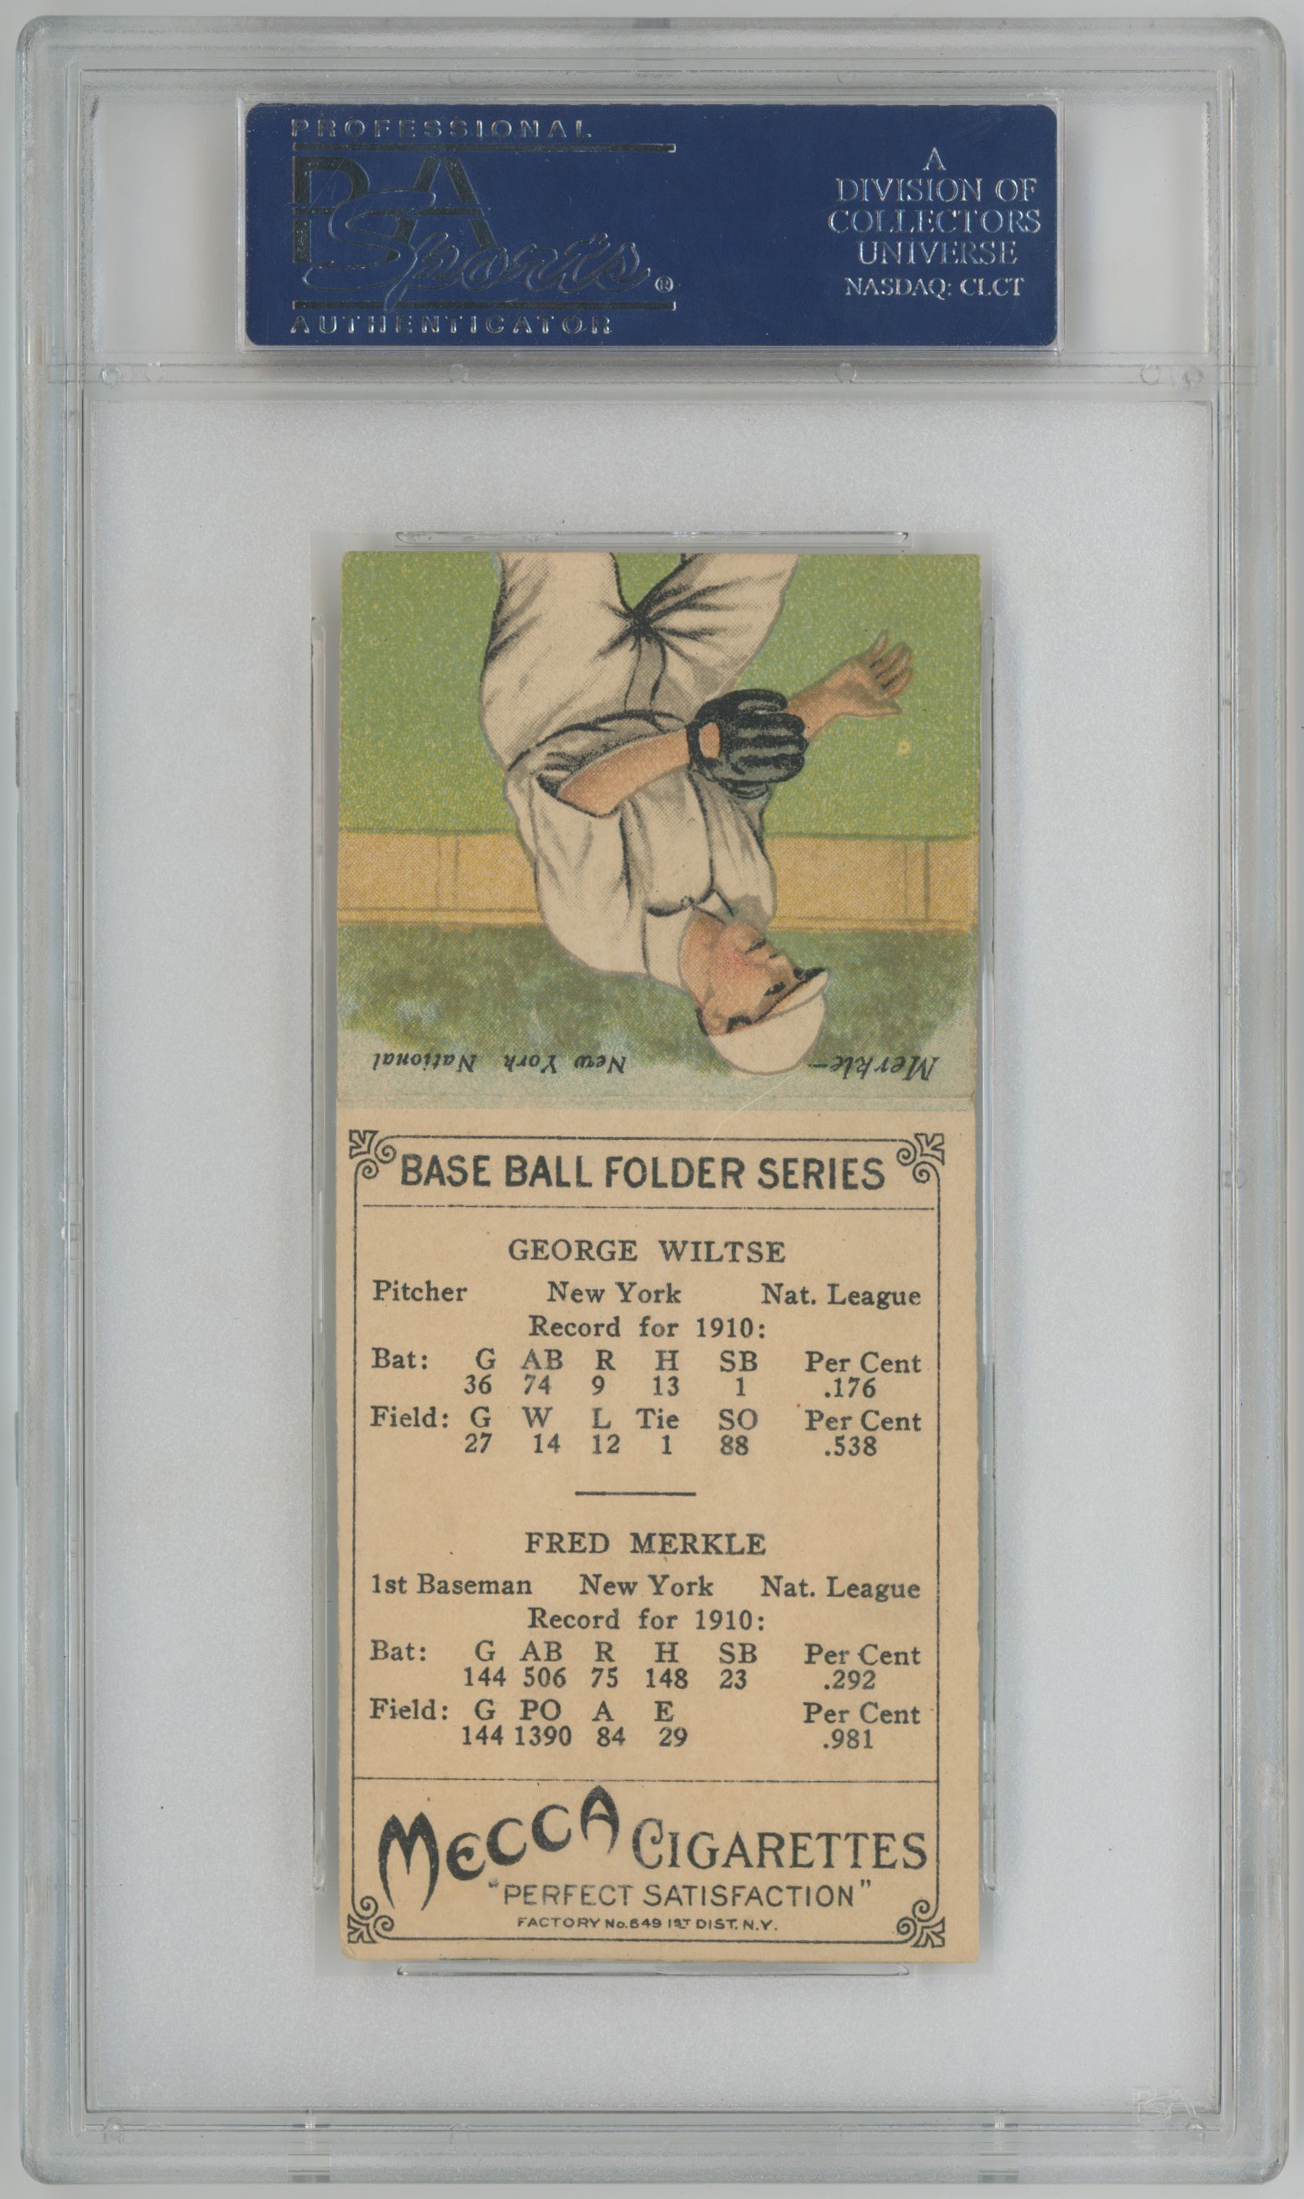 PROFESSIONAL
PSA
Sports®
AUTHENTICATOR
A
DIVISION OF
COLLECTORS
UNIVERSE
NASDAQ: CLCT
Merkle— New York National
BASE BALL FOLDER SERIES
GEORGE WILTSE
Pitcher New York Nat. League
Record for 1910:
Bat: G AB R H SB Per Cent
36 74 9 13 1 .176
Field: G W L Tie SO Per Cent
27 14 12 1 88 .538
FRED MERKLE
1st Baseman New York Nat. League
Record for 1910:
Bat: G AB R H SB Per Cent
144 506 75 148 23 .292
Field: G PO A E Per Cent
144 1390 84 29 .981
MECCA CIGARETTES
"PERFECT SATISFACTION"
FACTORY No. 649 1ST DIST. N.Y.
PSA